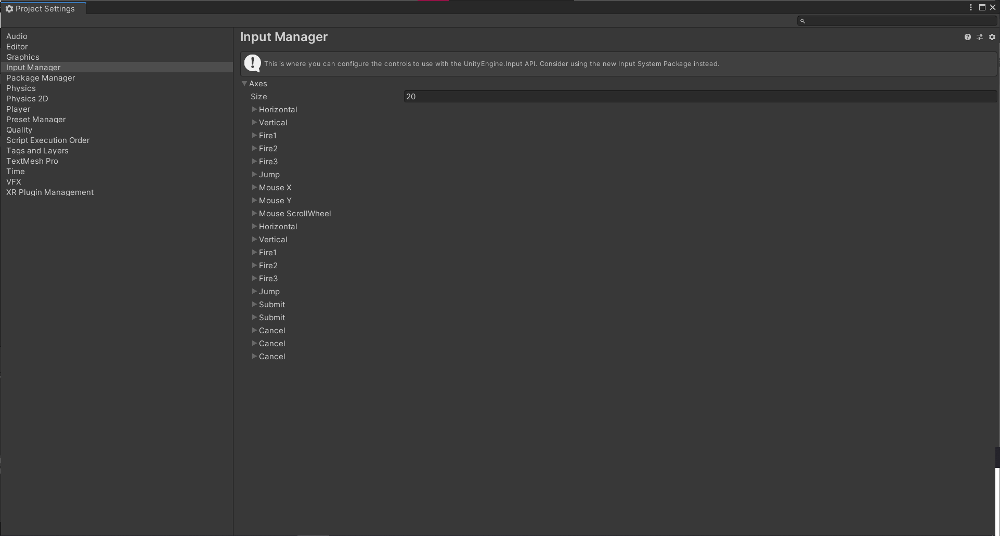 Project Settings
Audio
Editor
Graphics
Input Manager
Package Manager
Physics
Physics 2D
Player
Preset Manager
Quality
Script Execution Order
Tags and Layers
TextMesh Pro
Time
VFX
XR Plugin Management
Input Manager
This is where you can configure the controls to use with the UnityEngine.Input API. Consider using the new Input System Package instead.
Axes
Size 20
Horizontal
Vertical
Fire1
Fire2
Fire3
Jump
Mouse X
Mouse Y
Mouse ScrollWheel
Horizontal
Vertical
Fire1
Fire2
Fire3
Jump
Submit
Submit
Cancel
Cancel
Cancel